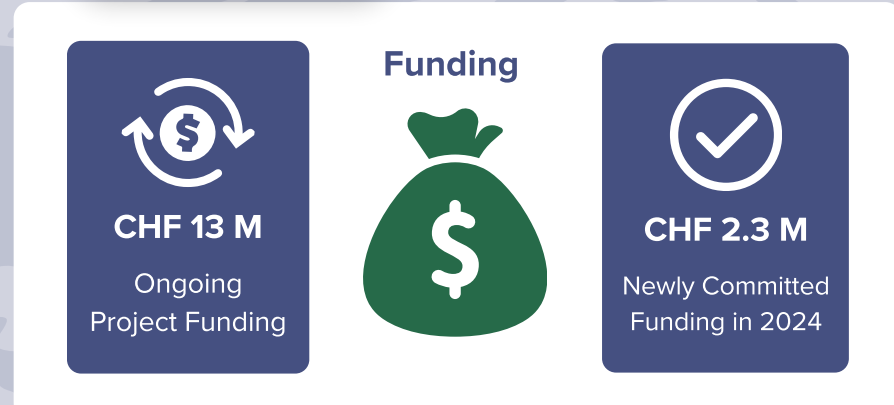 Funding
$
CHF 13 M
Ongoing
Project Funding
$
CHF 2.3 M
Newly Committed
Funding in 2024